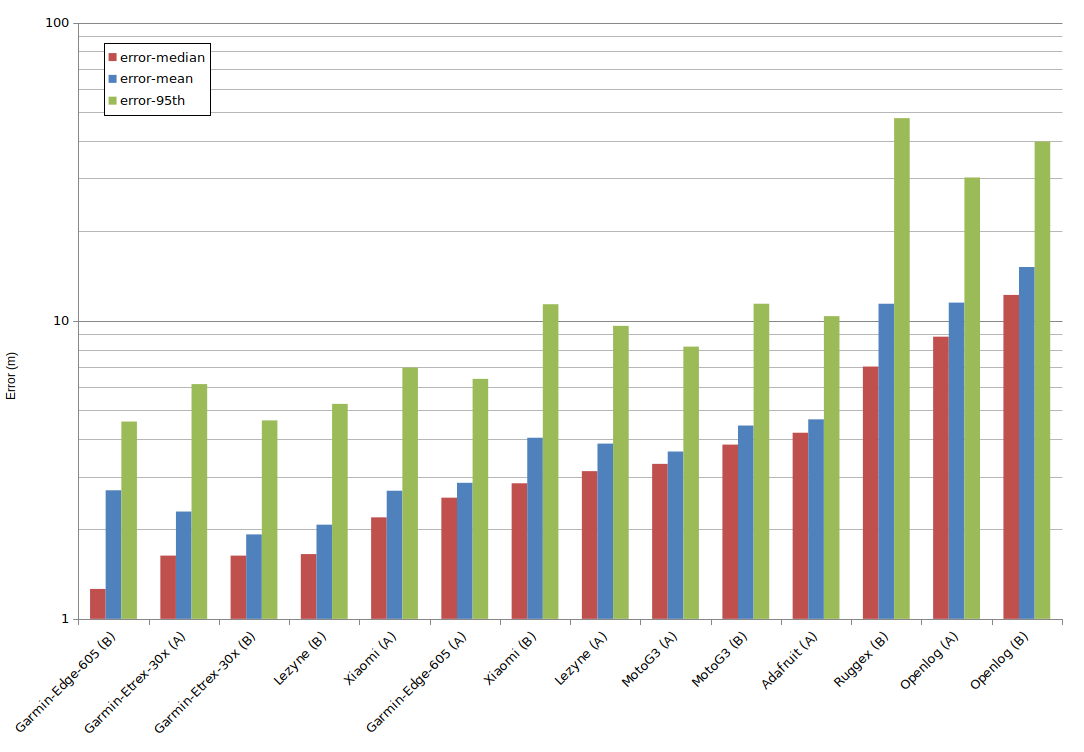 100
error-median
error-mean
error-95th
10
Error (m)
1
Garmin-Edge-605 (B)
Garmin-Etrex-30x (A)
Garmin-Etrex-30x (B)
Lezyne (B)
Xiaomi (A)
Garmin-Edge-605 (A)
Xiaomi (B)
Lezyne (A)
MotoG3 (A)
MotoG3 (B)
Adafruit (A)
Ruggex (B)
Openlog (A)
Openlog (B)